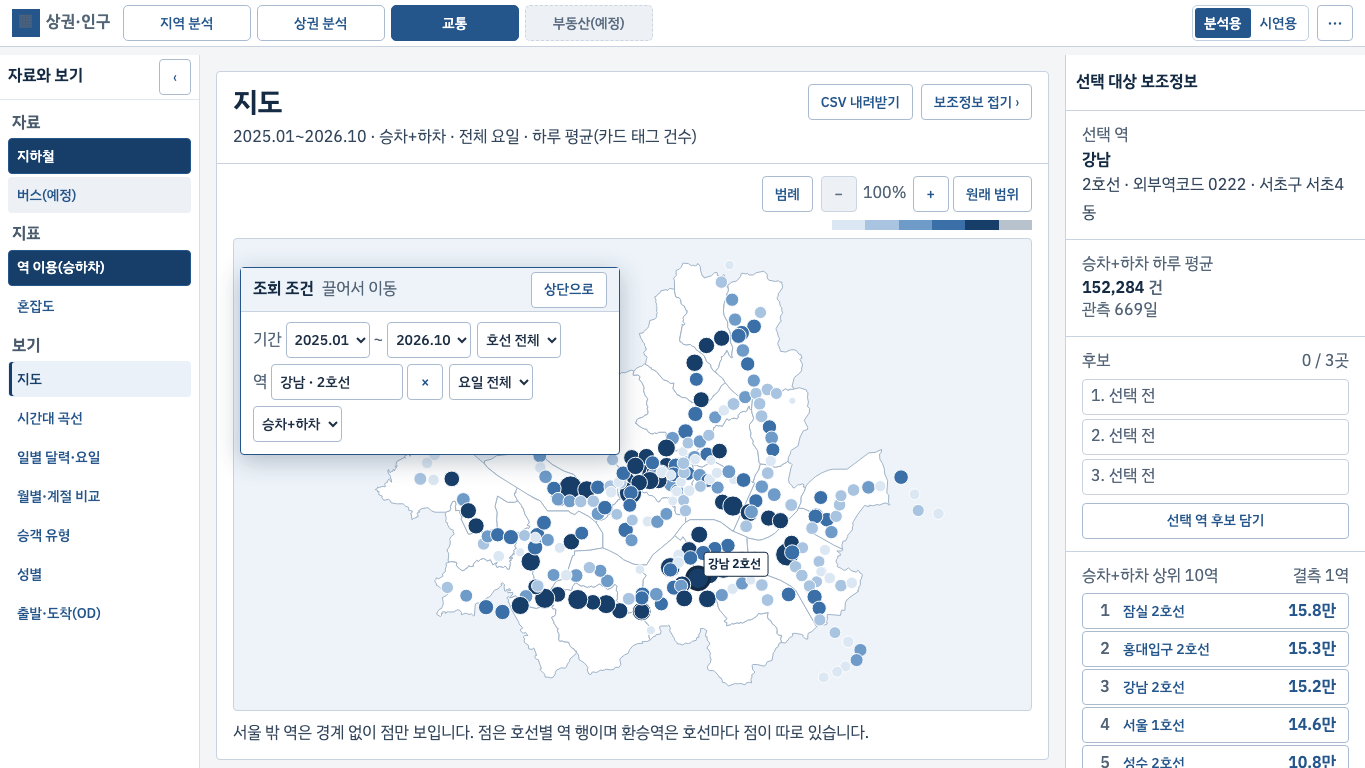 상권·인구
지역 분석
상권 분석
교통
부동산(예정)
분석용
시연용
···
자료와 보기
‹
자료
지하철
버스(예정)
지표
역 이용(승하차)
혼잡도
보기
지도
시간대 곡선
일별 달력·요일
월별·계절 비교
승객 유형
성별
출발·도착(OD)
지도
CSV 내려받기
보조정보 접기 ›
2025.01~2026.10 · 승차+하차 · 전체 요일 · 하루 평균(카드 태그 건수)
범례
−
100%
+
원래 범위
조회 조건 끌어서 이동
상단으로
기간 2025.01 ~ 2026.10 호선 전체
역 강남 · 2호선 × 요일 전체
승차+하차
강남 2호선
서울 밖 역은 경계 없이 점만 보입니다. 점은 호선별 역 행이며 환승역은 호선마다 점이 따로 있습니다.
선택 대상 보조정보
선택 역
강남
2호선 · 외부역코드 0222 · 서초구 서초4
동
승차+하차 하루 평균
152,284 건
관측 669일
후보 0 / 3곳
1. 선택 전
2. 선택 전
3. 선택 전
선택 역 후보 담기
승차+하차 상위 10역 결측 1역
1 잠실 2호선 15.8만
2 홍대입구 2호선 15.3만
3 강남 2호선 15.2만
4 서울 1호선 14.6만
5 성수 2호선 10.8만